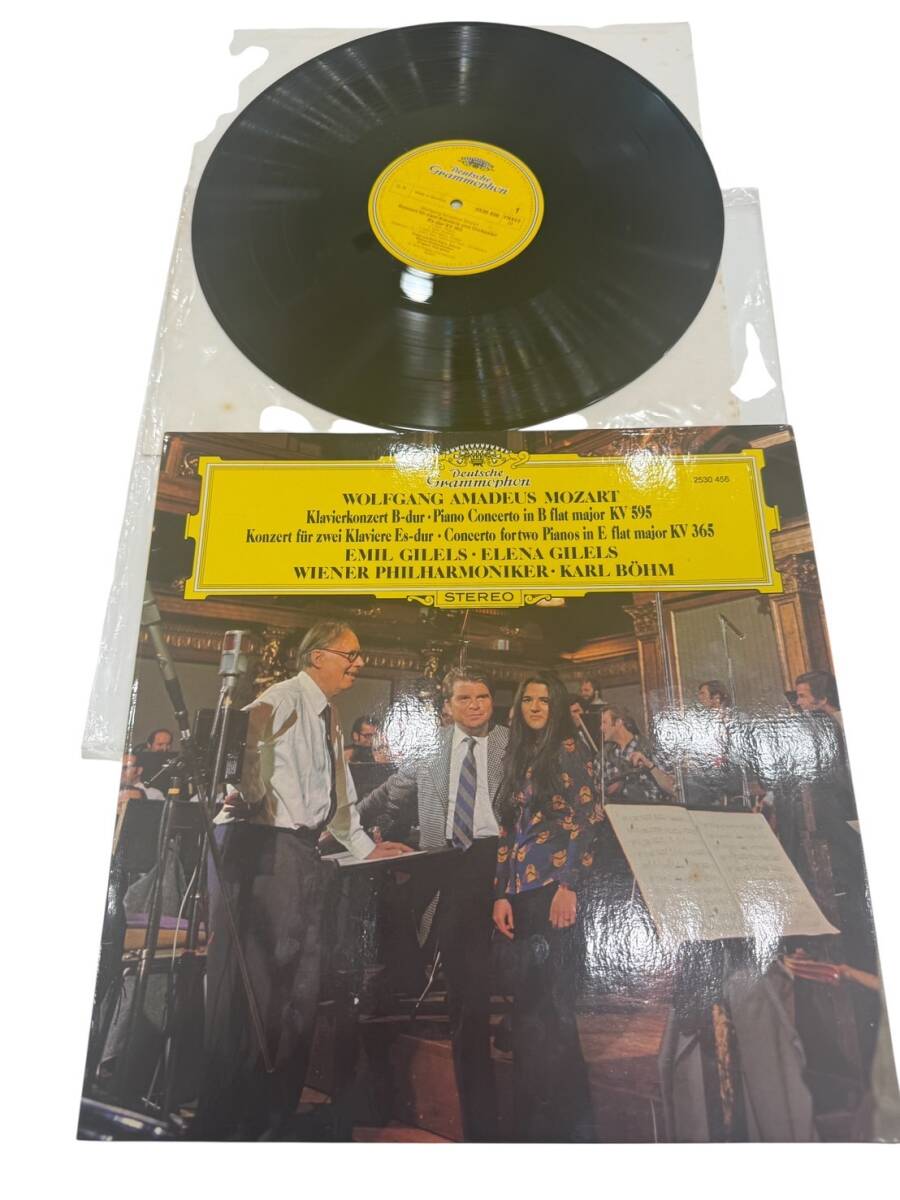 Deutsche
Grammophon
1
Deutsche
Grammophon
2530 456
WOLFGANG AMADEUS MOZART
Klavierkonzert B-dur · Piano Concerto in B flat major KV 595
Konzert für zwei Klaviere Es-dur · Concerto for two Pianos in E flat major KV 365
EMIL GILELS · ELENA GILELS
WIENER PHILHARMONIKER · KARL BÖHM
STEREO